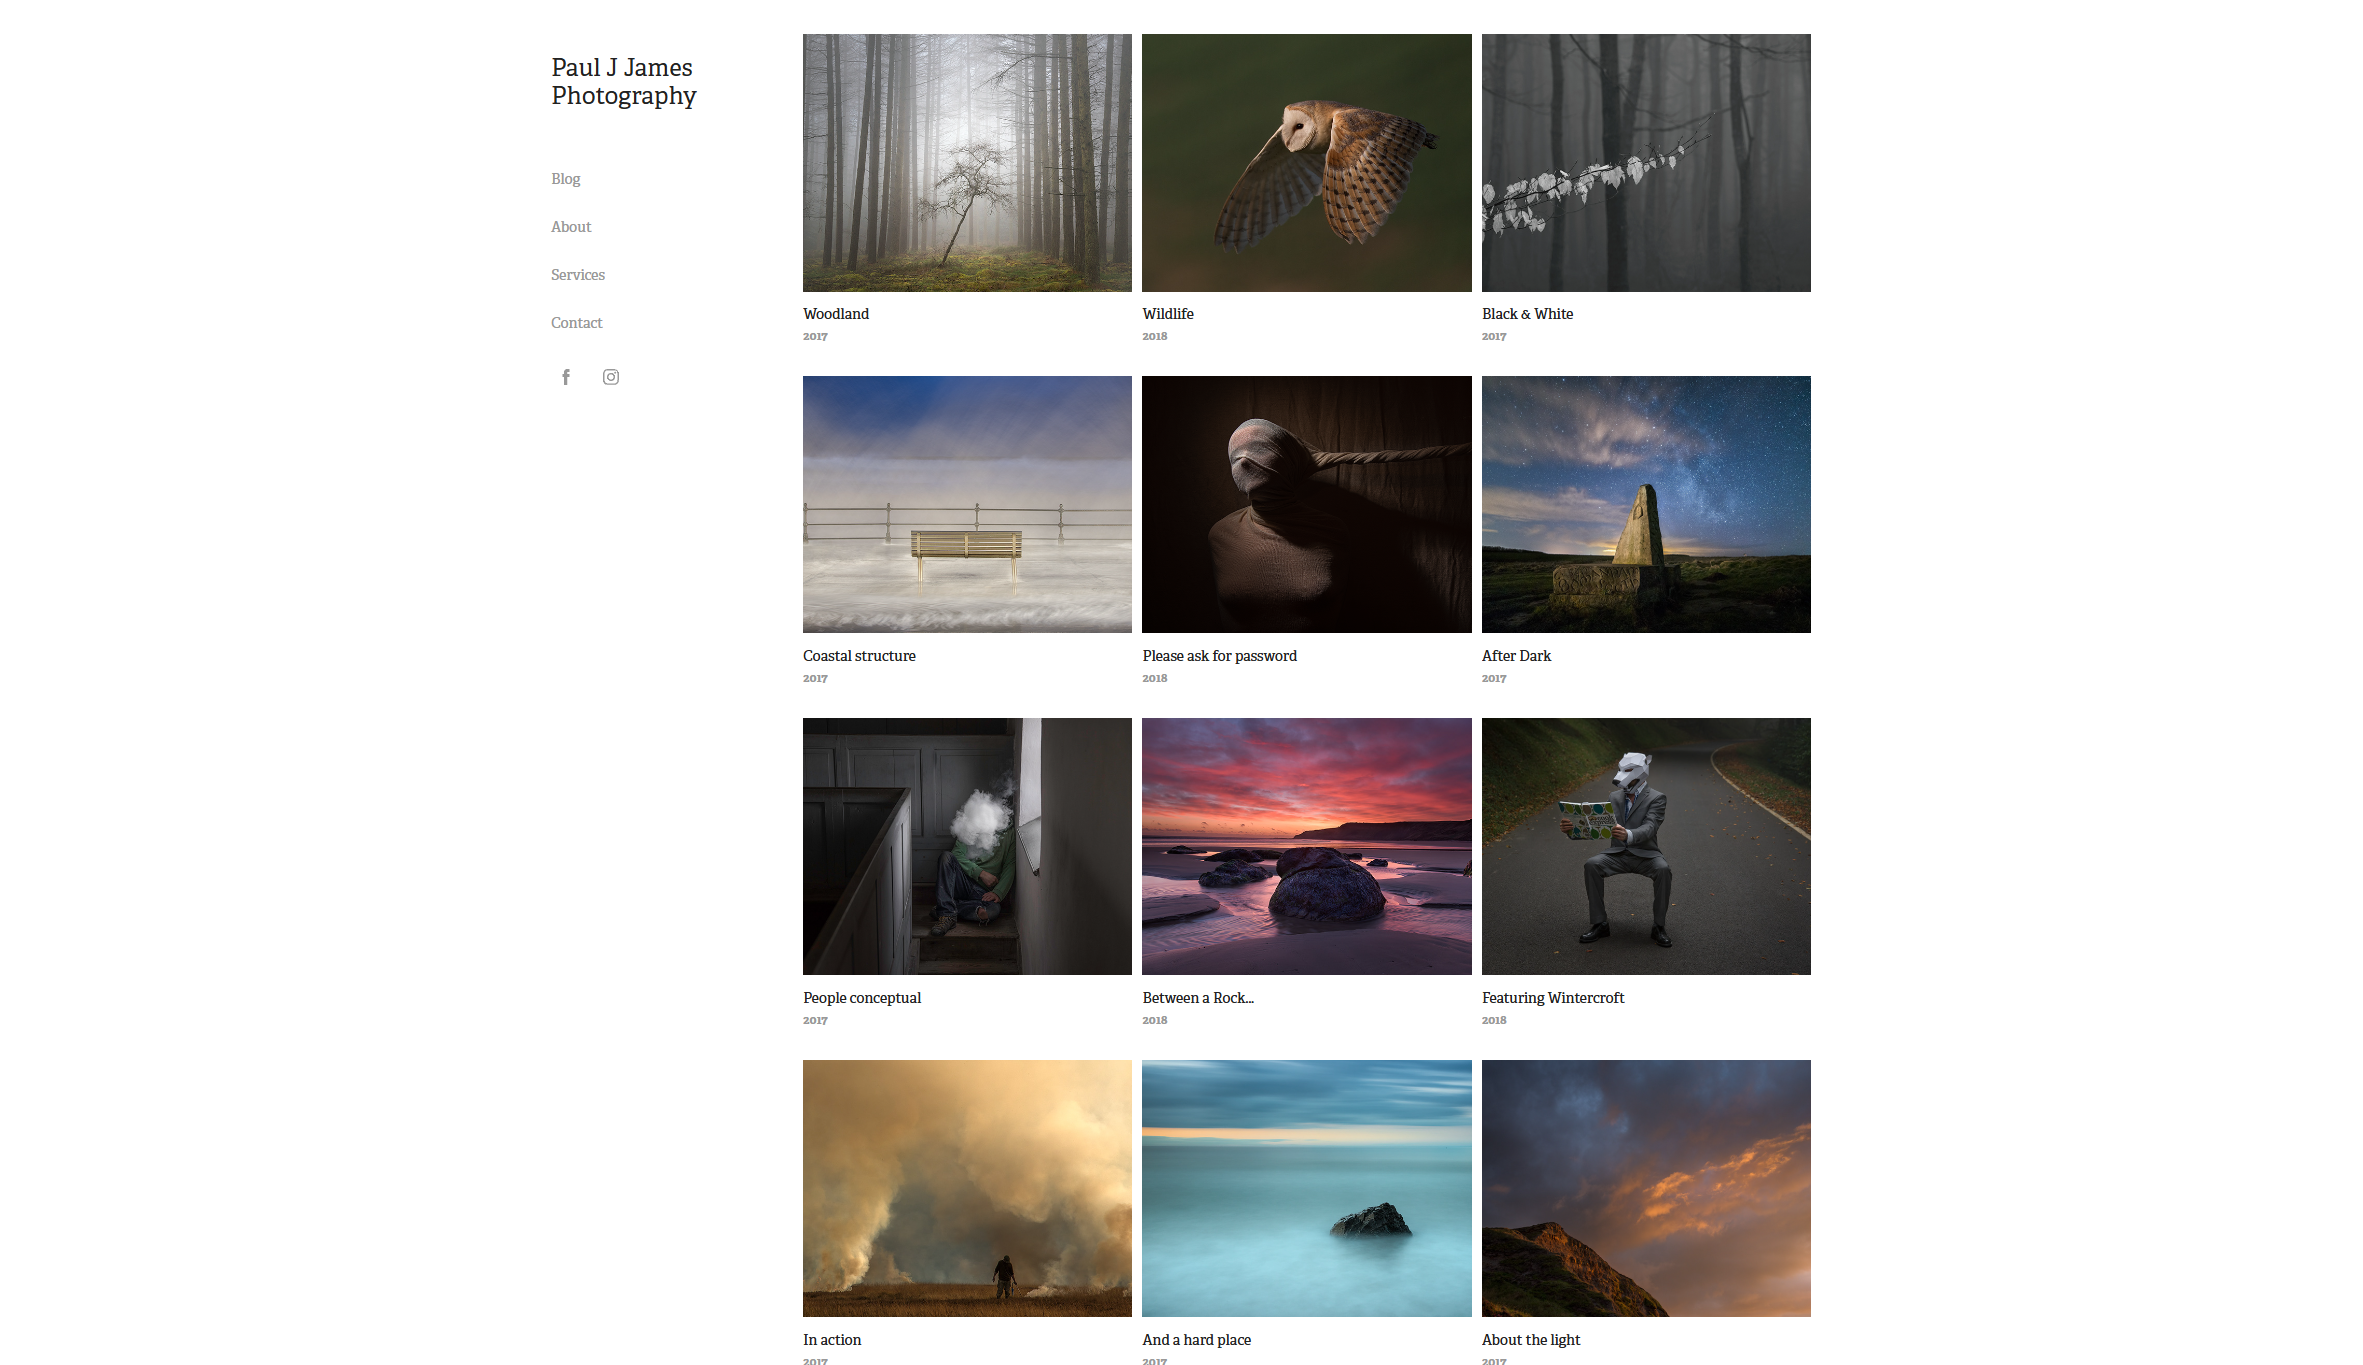 Paul J James
Photography
Blog
About
Services
Contact
Woodland
2017
Wildlife
2018
Black & White
2017
Coastal structure
2017
Please ask for password
2018
After Dark
2017
People conceptual
2017
Between a Rock...
2018
Featuring Wintercroft
2018
In action
2017
And a hard place
2017
About the light
2017